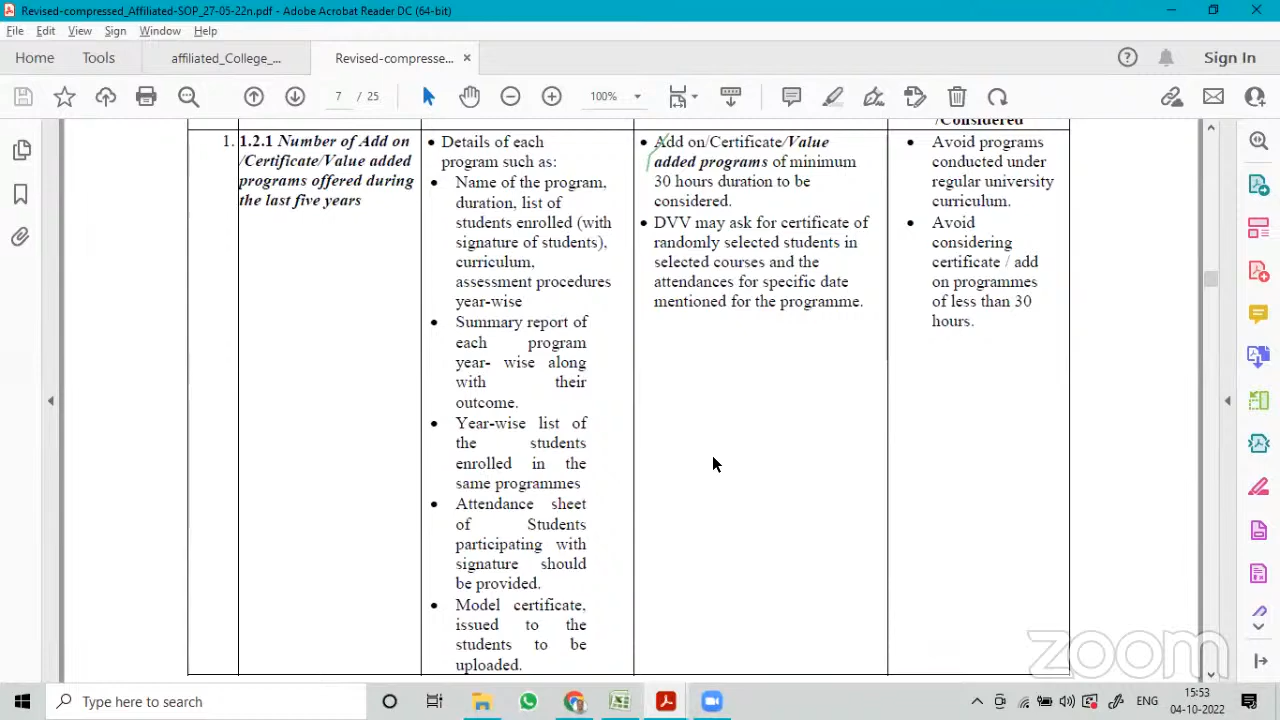 Revised-compressed_Affiliated-SOP_27-05-22n.pdf - Adobe Acrobat Reader DC (64-bit)
File Edit View Sign Window Help
Home Tools affiliated_College_... Revised-compresse... × Sign In
7 / 25 100%
/Considered
1. 1.2.1 Number of Add on
/Certificate/Value added
programs offered during
the last five years
• Details of each
program such as:
• Name of the program,
duration, list of
students enrolled (with
signature of students),
curriculum,
assessment procedures
year-wise
• Summary report of
each program
year- wise along
with their
outcome.
• Year-wise list of
the students
enrolled in the
same programmes
• Attendance sheet
of Students
participating with
signature should
be provided.
• Model certificate,
issued to the
students to be
uploaded.
• Add on/Certificate/Value
added programs of minimum
30 hours duration to be
considered.
• DVV may ask for certificate of
randomly selected students in
selected courses and the
attendances for specific date
mentioned for the programme.
• Avoid programs
conducted under
regular university
curriculum.
• Avoid
considering
certificate / add
on programmes
of less than 30
hours.
zoom
Type here to search
ENG
15:53
04-10-2022